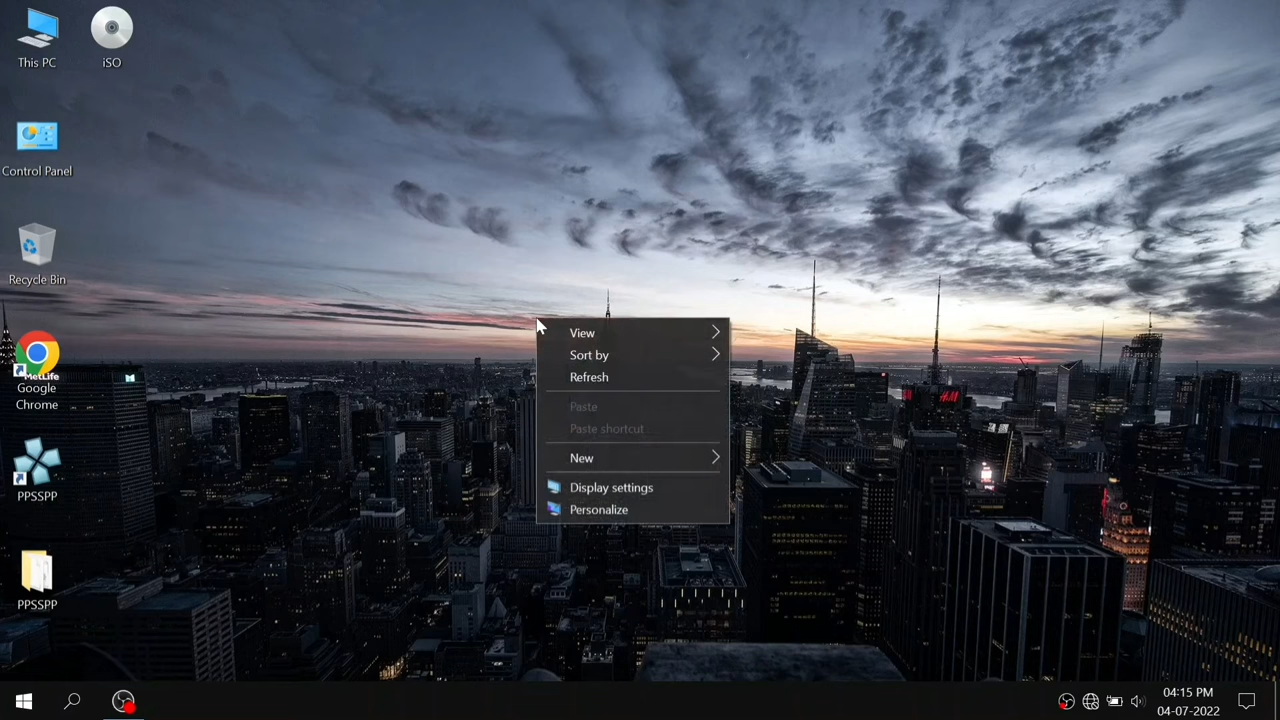 This PC
iSO
Control Panel
Recycle Bin
MetLife
Google
Chrome
PPSSPP
PPSSPP
View
Sort by
Refresh
Paste
Paste shortcut
New
Display settings
Personalize
H&M
04:15 PM
04-07-2022